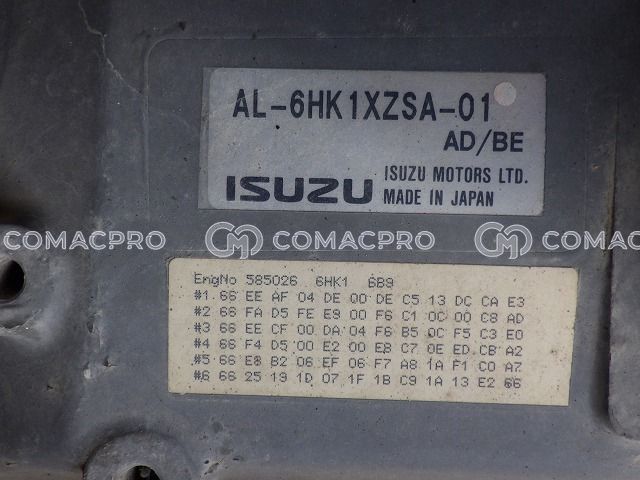 AL-6HK1XZSA-01
AD/BE
ISUZU ISUZU MOTORS LTD.
MADE IN JAPAN
COMACPRO COMACPRO COMACPRO
EngNo 585026 6HK1 6B9
#1.66 EE AF 04 DE 00 DE C5 13 DC CA E3
#2 66 FA D5 FE E9 00 F6 C1 0C 00 C8 AD
#3 66 EE CF 00 DA 04 F6 B5 0C F5 C3 E0
#4 66 F4 D5 00 E2 00 EB C7 0E ED CB A2
#5 66 E8 B2 06 EF 06 F7 A8 1A F1 C0 A7
#6 66 25 19 1D 07 1F 1B C9 1A 13 E2 66